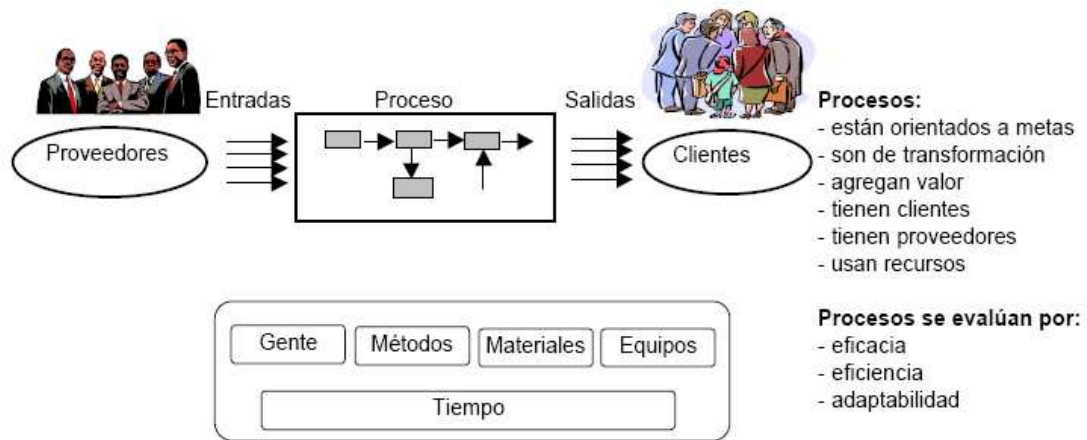 Entradas
Proceso
Salidas
Proveedores
Clientes
Procesos:
- están orientados a metas
- son de transformación
- agregan valor
- tienen clientes
- tienen proveedores
- usan recursos
Gente
Métodos
Materiales
Equipos
Tiempo
Procesos se evalúan por:
- eficacia
- eficiencia
- adaptabilidad